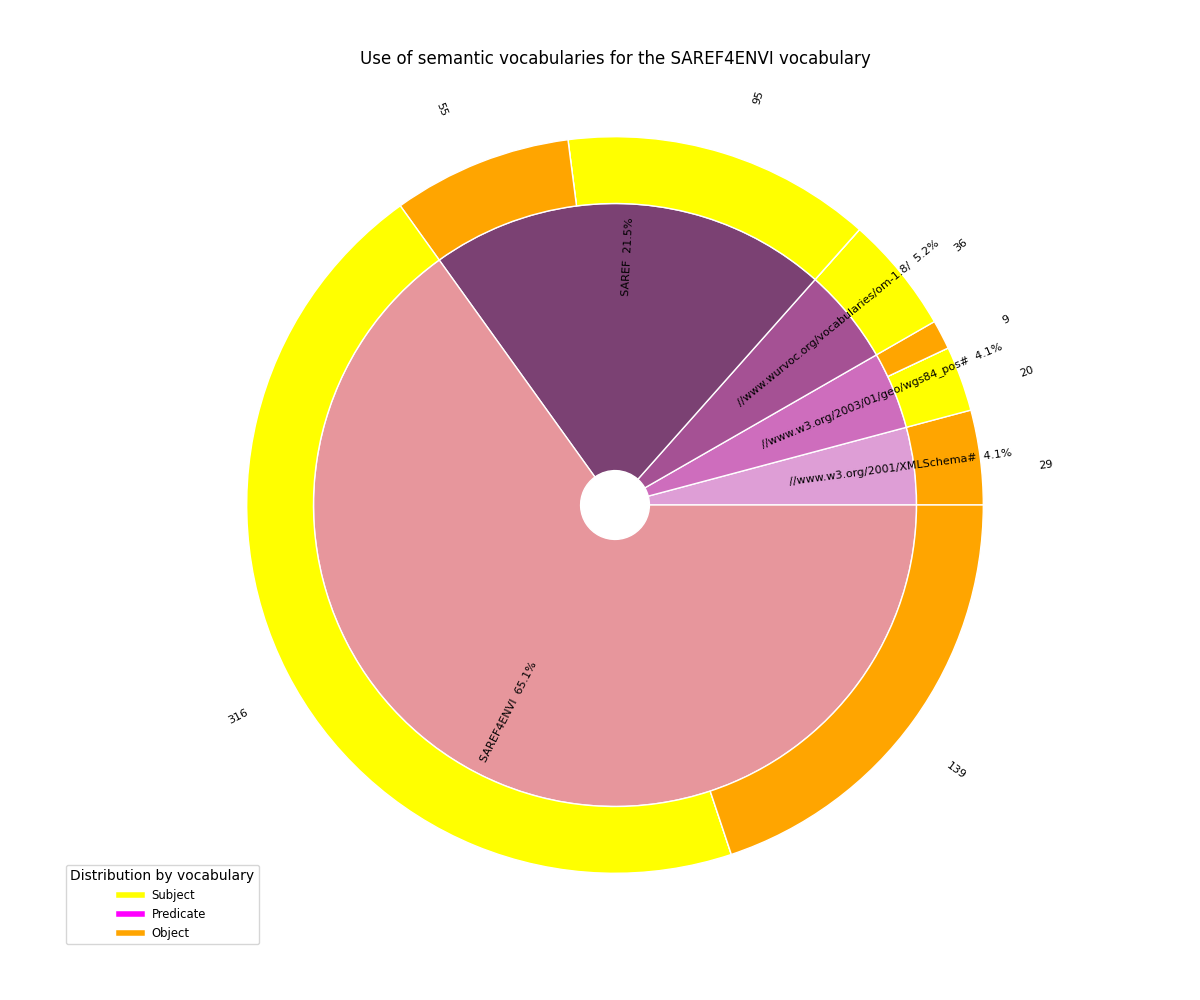 Use of semantic vocabularies for the SAREF4ENVI vocabulary
55
95
36
9
20
29
139
316
SAREF 21.5%
//www.wurvoc.org/vocabularies/om-1.8/ 5.2%
//www.w3.org/2003/01/geo/wgs84_pos# 4.1%
//www.w3.org/2001/XMLSchema# 4.1%
SAREF4ENVI 65.1%
Distribution by vocabulary
Subject
Predicate
Object